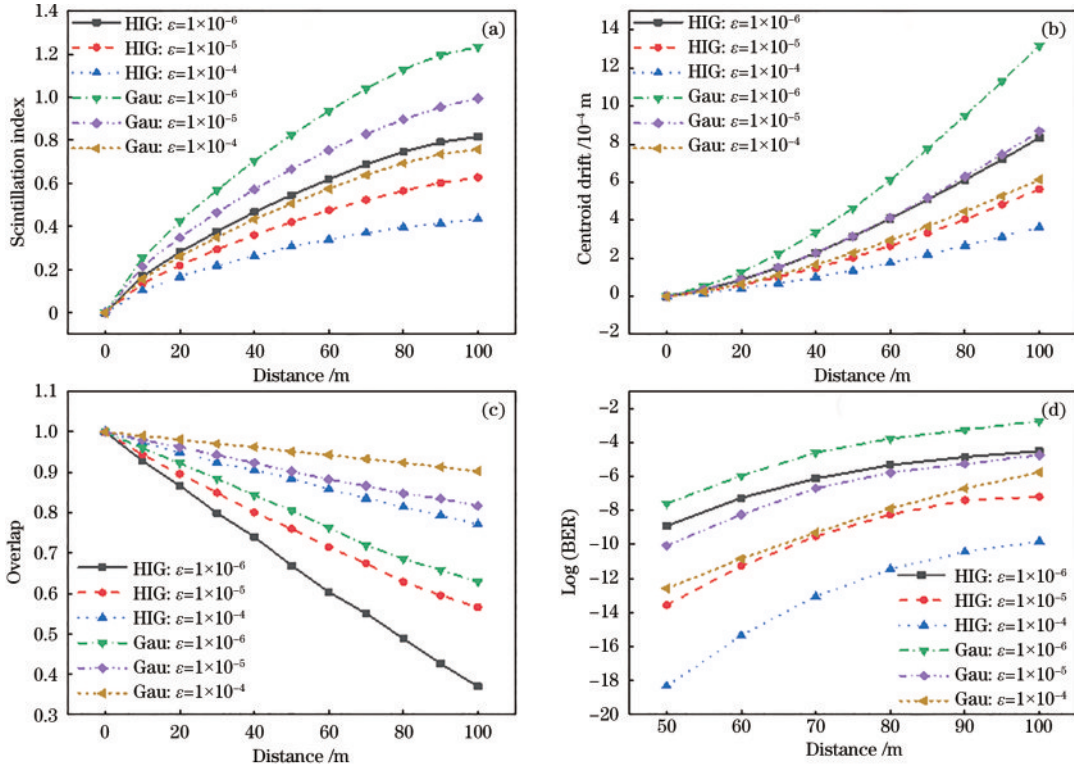 (a)
HIG: ε=1×10⁻⁶
HIG: ε=1×10⁻⁵
HIG: ε=1×10⁻⁴
Gau: ε=1×10⁻⁶
Gau: ε=1×10⁻⁵
Gau: ε=1×10⁻⁴
1.4
1.2
1.0
0.8
0.6
0.4
0.2
0
Scintillation index
0 20 40 60 80 100
Distance /m
(b)
HIG: ε=1×10⁻⁶
HIG: ε=1×10⁻⁵
HIG: ε=1×10⁻⁴
Gau: ε=1×10⁻⁶
Gau: ε=1×10⁻⁵
Gau: ε=1×10⁻⁴
14
12
10
8
6
4
2
0
−2
Centroid drift /10⁻⁴ m
0 20 40 60 80 100
Distance /m
(c)
1.0
0.9
0.8
0.7
0.6
0.5
0.4
0.3
Overlap
HIG: ε=1×10⁻⁶
HIG: ε=1×10⁻⁵
HIG: ε=1×10⁻⁴
Gau: ε=1×10⁻⁶
Gau: ε=1×10⁻⁵
Gau: ε=1×10⁻⁴
0 20 40 60 80 100
Distance /m
(d)
−2
−4
−6
−8
−10
−12
−14
−16
−18
−20
Log (BER)
HIG: ε=1×10⁻⁶
HIG: ε=1×10⁻⁵
HIG: ε=1×10⁻⁴
Gau: ε=1×10⁻⁶
Gau: ε=1×10⁻⁵
Gau: ε=1×10⁻⁴
50 60 70 80 90 100
Distance /m